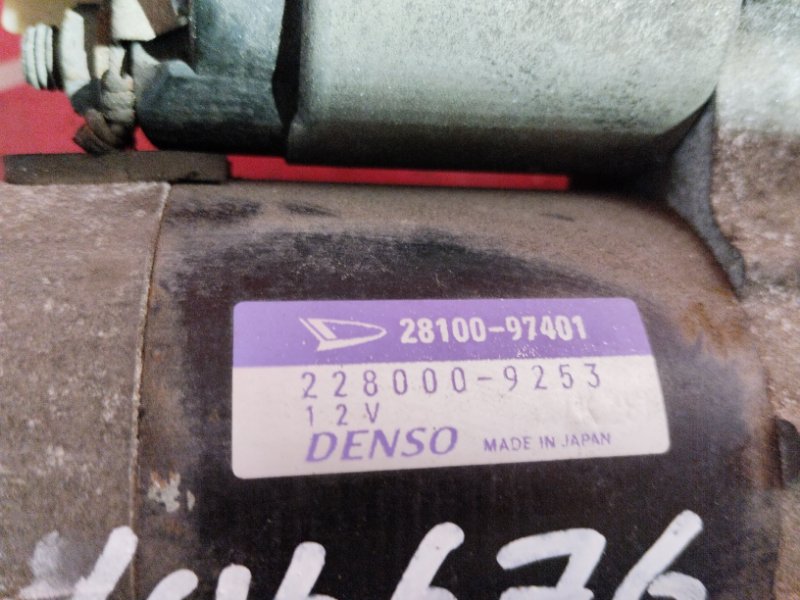 28100-97401
228000-9253
12V
DENSO MADE IN JAPAN